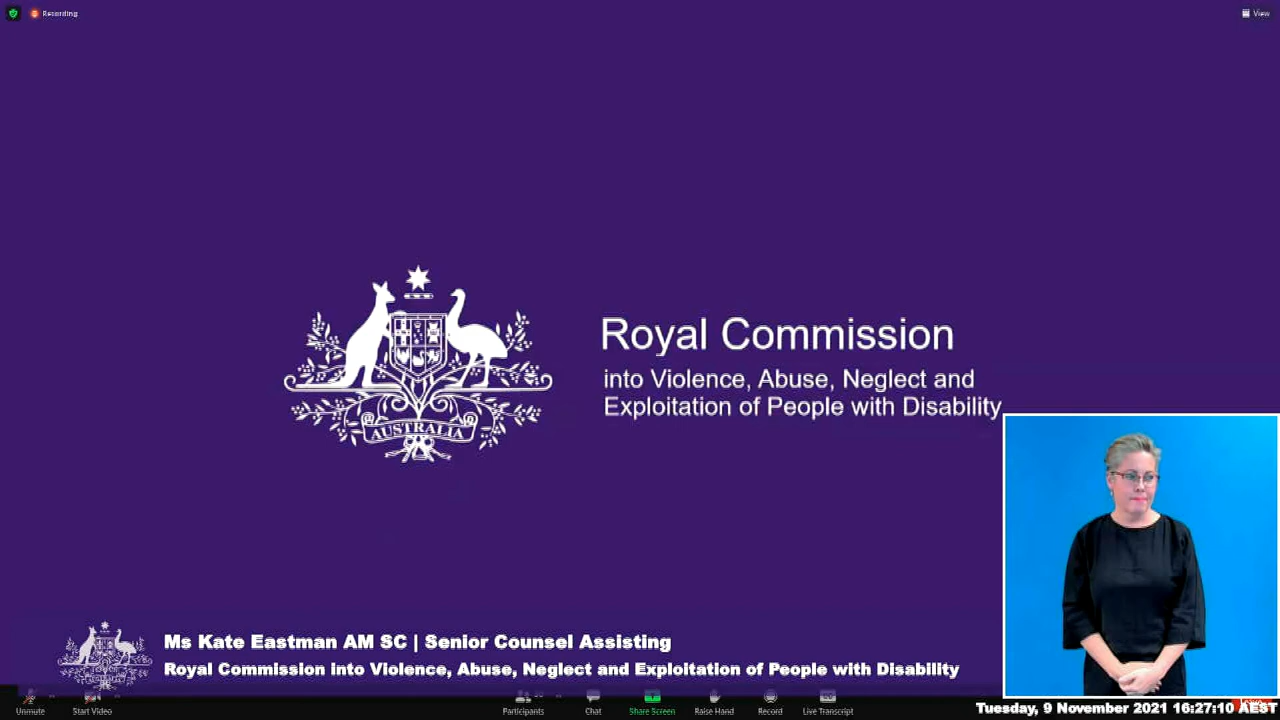 Recording
View
Royal Commission
into Violence, Abuse, Neglect and
Exploitation of People with Disability
AUSTRALIA
Ms Kate Eastman AM SC | Senior Counsel Assisting
Royal Commission into Violence, Abuse, Neglect and Exploitation of People with Disability
Unmute
Start Video
Participants
Chat
Share Screen
Raise Hand
Record
Live Transcript
Tuesday, 9 November 2021 16:27:10 AEST